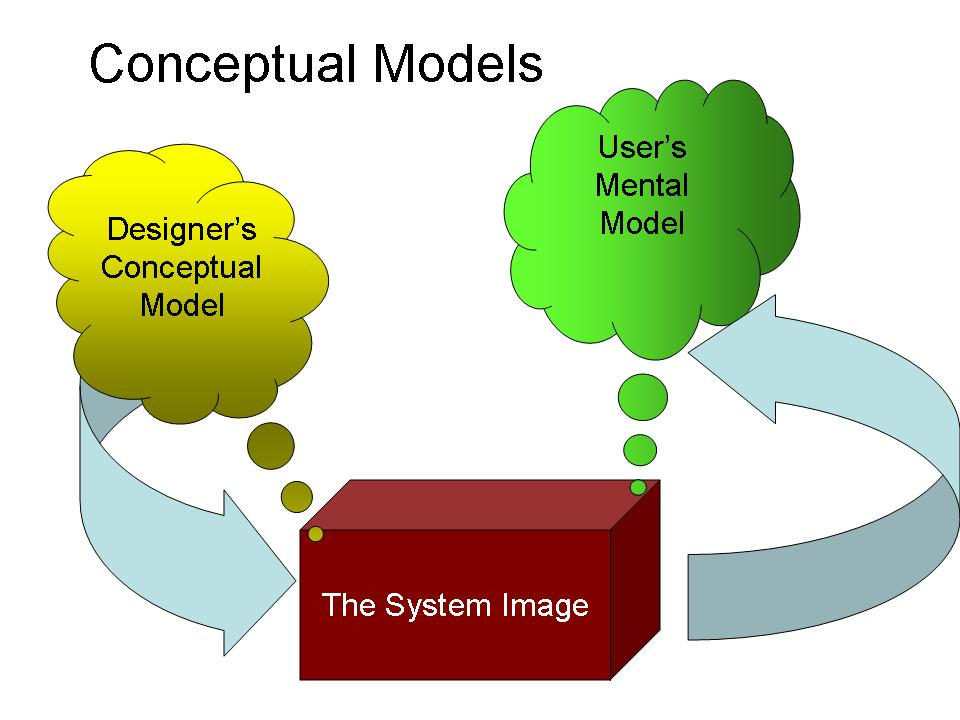 Conceptual Models
Designer’s
Conceptual
Model
User’s
Mental
Model
The System Image